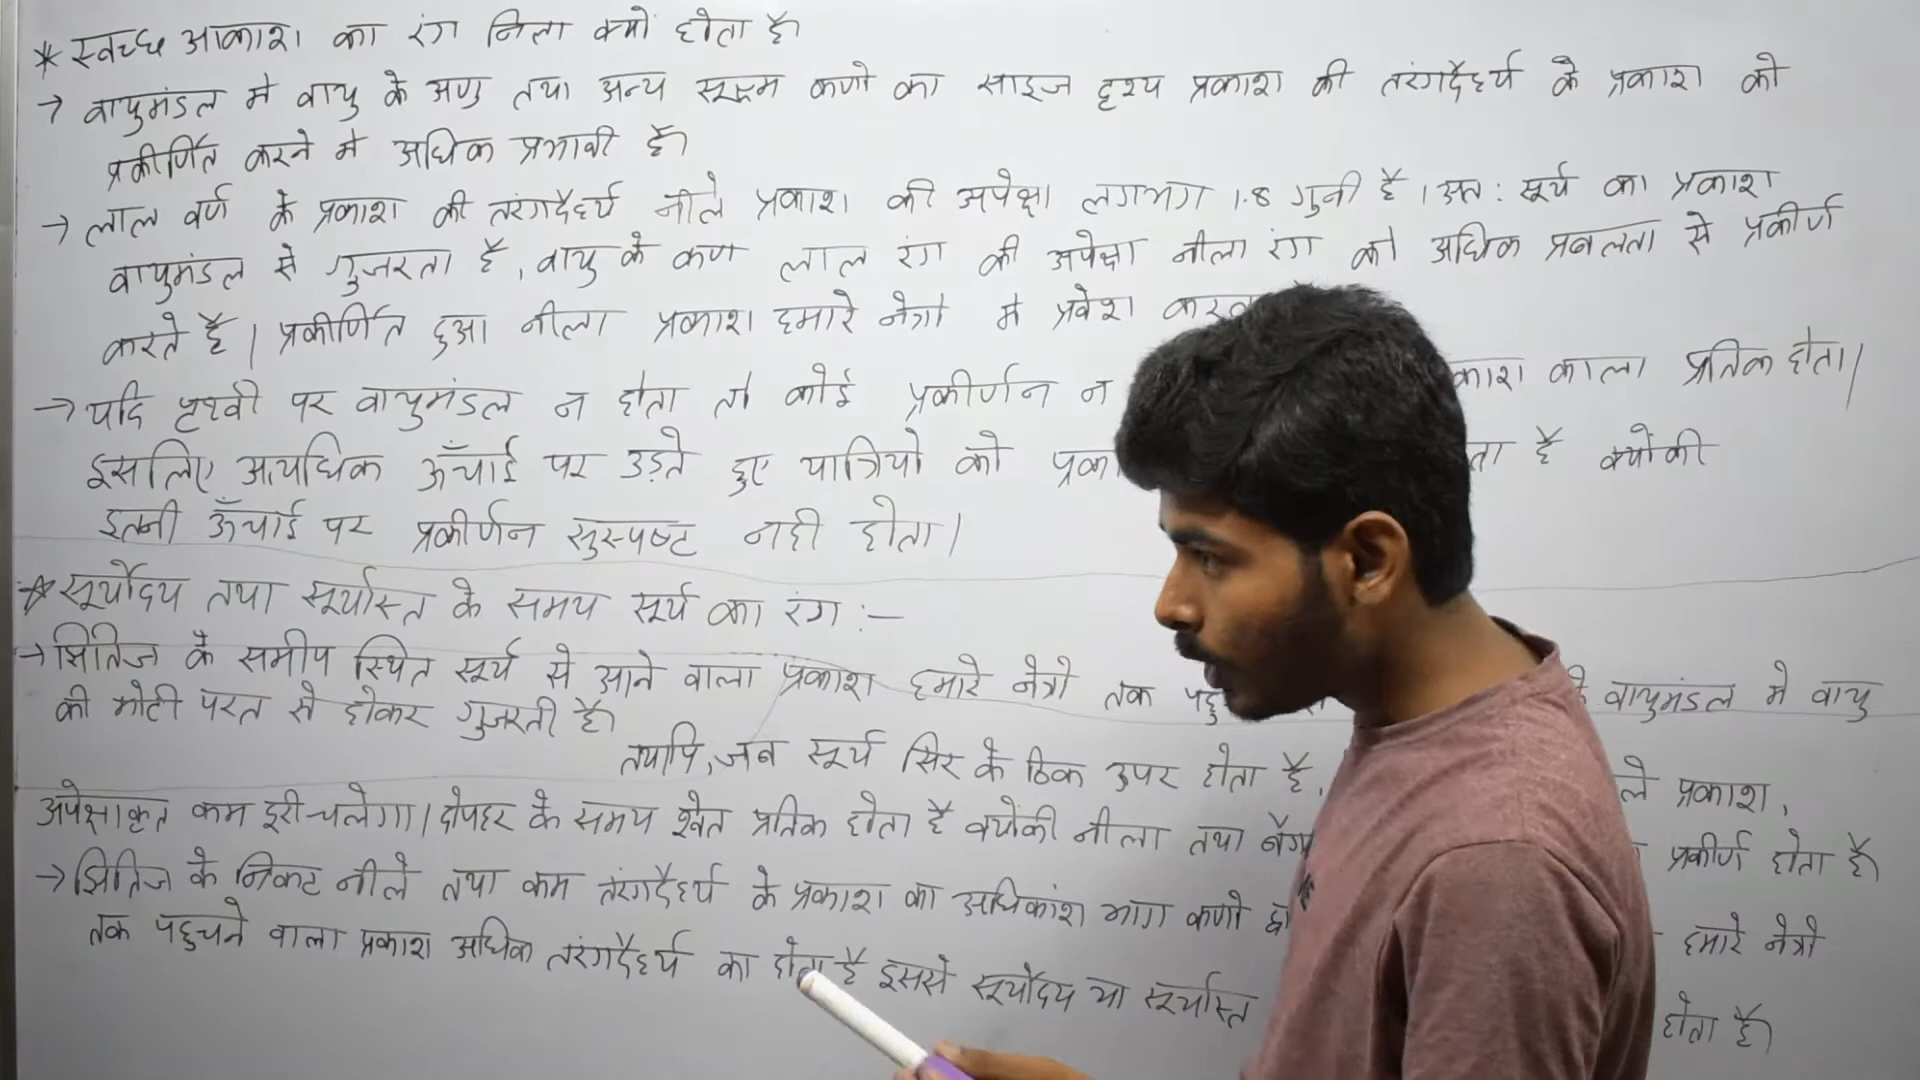 * स्वच्छ आकाश का रंग निला क्यों होता है।
→ वायुमंडल मे वायु के अणु तथा अन्य सूक्ष्म कणो का साइज दृश्य प्रकाश की तरंगदैर्ध्य के प्रकाश को
प्रकीर्णित करने मे अधिक प्रभावी है।
→ लाल वर्ण के प्रकाश की तरंगदैर्ध्य नीले प्रकाश की अपेक्षा लगभग 1.8 गुनी है । अत : सूर्य का प्रकाश
वायुमंडल से गुजरता है, वायु के कण लाल रंग की अपेक्षा नीला रंग को अधिक प्रबलता से प्रकीर्ण
करते है | प्रकीर्णित हुआ नीला प्रकाश हमारे नेत्रो मे प्रवेश
→ यदि पृथ्वी पर वायुमंडल न होता तो कोई प्रकीर्णन न काला प्रतिक होता|
इसलिए अत्यधिक ऊँचाई पर उड़ते हुए यात्रियो को है क्योंकी
इतनी ऊँचाई पर प्रकीर्णन सुस्पष्ट नही होता |
* सूर्योदय तथा सूर्यास्त के समय सूर्य का रंग :-
→ क्षितिज के समीप स्थित सूर्य से आने वाला प्रकाश हमारे नेत्रो तक वायुमंडल मे वायु
की मोटी परत से होकर गुजरती है।
तथापि, जब सूर्य सिर के ठिक उपर होता है, प्रकाश,
अपेक्षाकृत कम दूरी चलेगा | दोपहर के समय श्वेत प्रतिक होता है क्योंकी नीला तथा प्रकीर्ण होता है।
→ क्षितिज के निकट नीले तथा कम तरंगदैर्ध्य के प्रकाश का अधिकांश भाग कणो हमारे नेत्रो
तक पहुचने वाला प्रकाश अधिक तरंगदैर्ध्य का होता है इससे सूर्योदय या सूर्यास्त होता है।